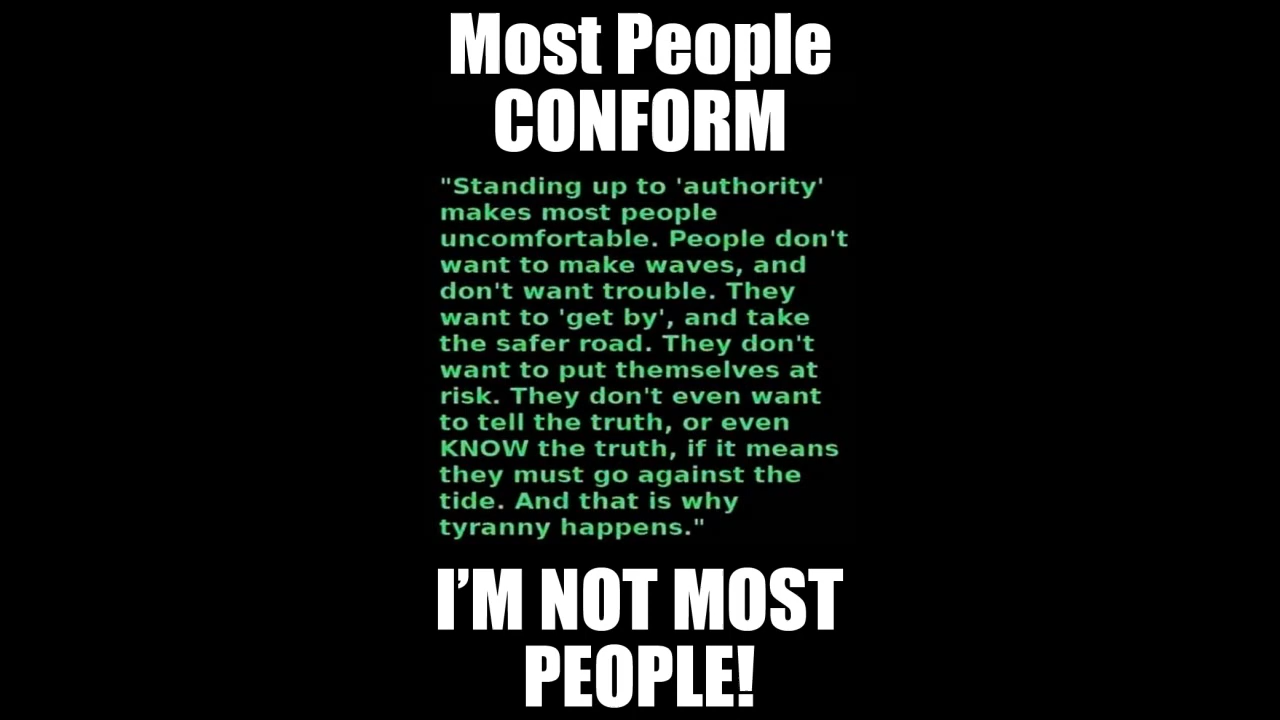 Most People
CONFORM
"Standing up to 'authority'
makes most people
uncomfortable. People don't
want to make waves, and
don't want trouble. They
want to 'get by', and take
the safer road. They don't
want to put themselves at
risk. They don't even want
to tell the truth, or even
KNOW the truth, if it means
they must go against the
tide. And that is why
tyranny happens."
I’M NOT MOST
PEOPLE!